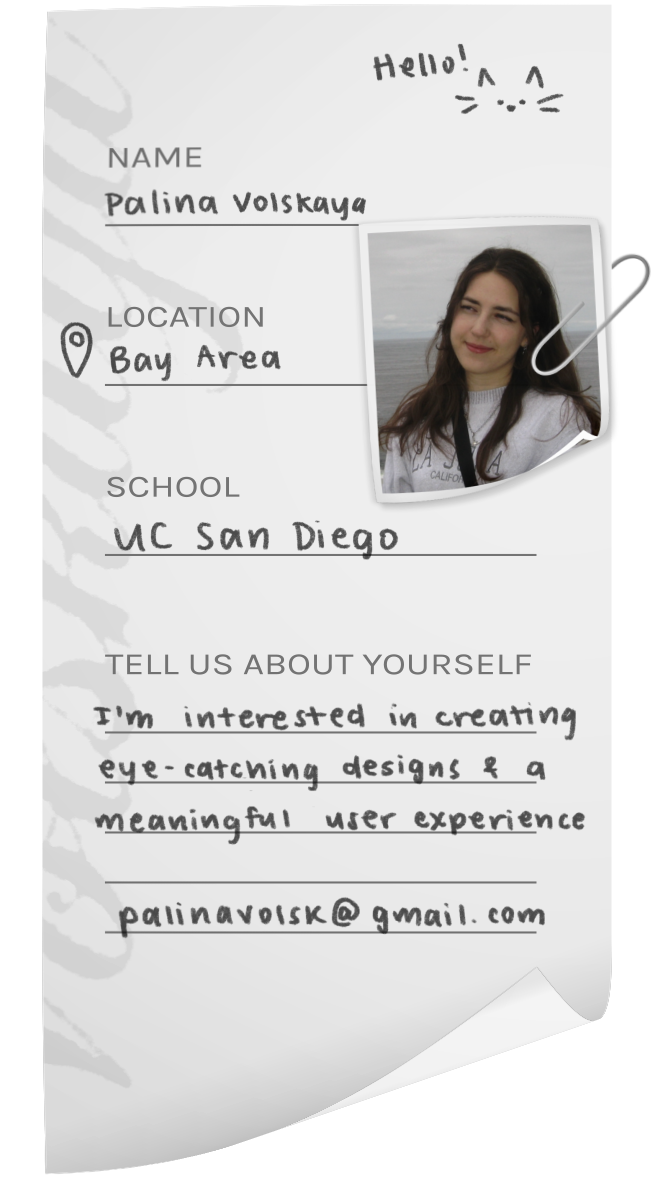 Hello!
NAME
Palina Volskaya
LOCATION
Bay Area
SCHOOL
UC San Diego
TELL US ABOUT YOURSELF
I'm interested in creating
eye-catching designs & a
meaningful user experience
palinavolsk@gmail.com